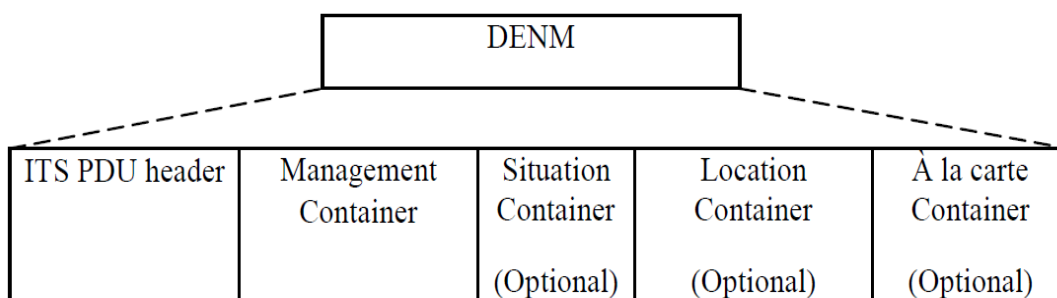 DENM
ITS PDU header
Management
Container
Situation
Container
(Optional)
Location
Container
(Optional)
À la carte
Container
(Optional)